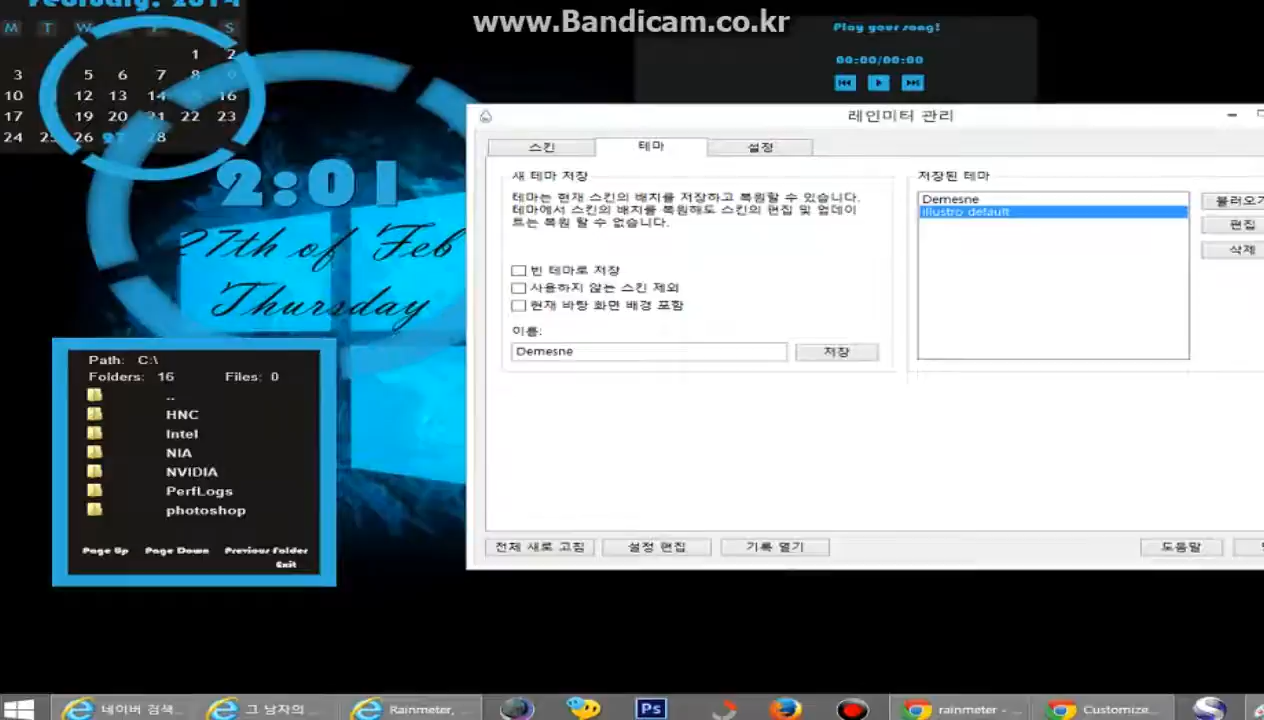 www.Bandicam.co.kr
February, 2014
M T W F S
1 2
3 5 6 7 8 9
10 12 13 14 16
17 19 20 21 22 23
24 25 26 27 28
Play your song!
00:00/00:00
2:01
27th of Feb
Thursday
레인미터 관리
스킨 테마 설정
새 테마 저장
테마는 현재 스킨의 배치를 저장하고 복원할 수 있습니다.
테마에서 스킨의 배치를 복원해도 스킨의 편집 및 업데이
트는 복원 할 수 없습니다.
빈 테마로 저장
사용하지 않는 스킨 제외
현재 바탕 화면 배경 포함
이름:
Demesne 저장
저장된 테마
Demesne
illustro default
불러오기
편집
삭제
전체 새로 고침 설정 편집 기록 열기 도움말
Path: C:\
Folders: 16 Files: 0
..
HNC
Intel
NIA
NVIDIA
PerfLogs
photoshop
Page Up Page Down Previous Folder
Exit
네이버 검색... 그 남자의 ... Rainmeter, ... Ps rainmeter - ... Customize...